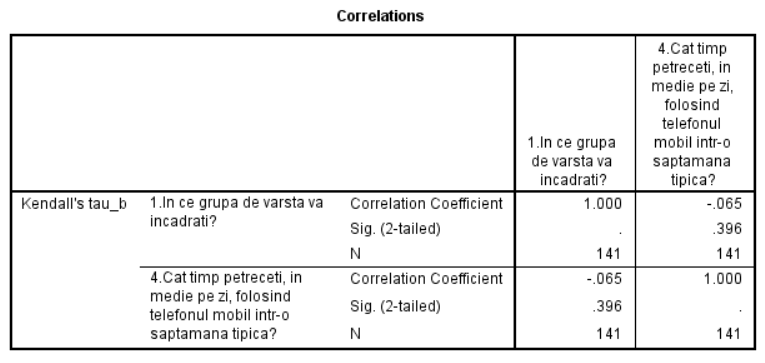 Correlations
1.In ce grupa
de varsta va
incadrati?
4.Cat timp
petreceti, in
medie pe zi,
folosind
telefonul
mobil intr-o
saptamana
tipica?
Kendall's tau_b
1.In ce grupa de varsta va
incadrati?
Correlation Coefficient 1.000 -.065
Sig. (2-tailed) . .396
N 141 141
4.Cat timp petreceti, in
medie pe zi, folosind
telefonul mobil intr-o
saptamana tipica?
Correlation Coefficient -.065 1.000
Sig. (2-tailed) .396 .
N 141 141